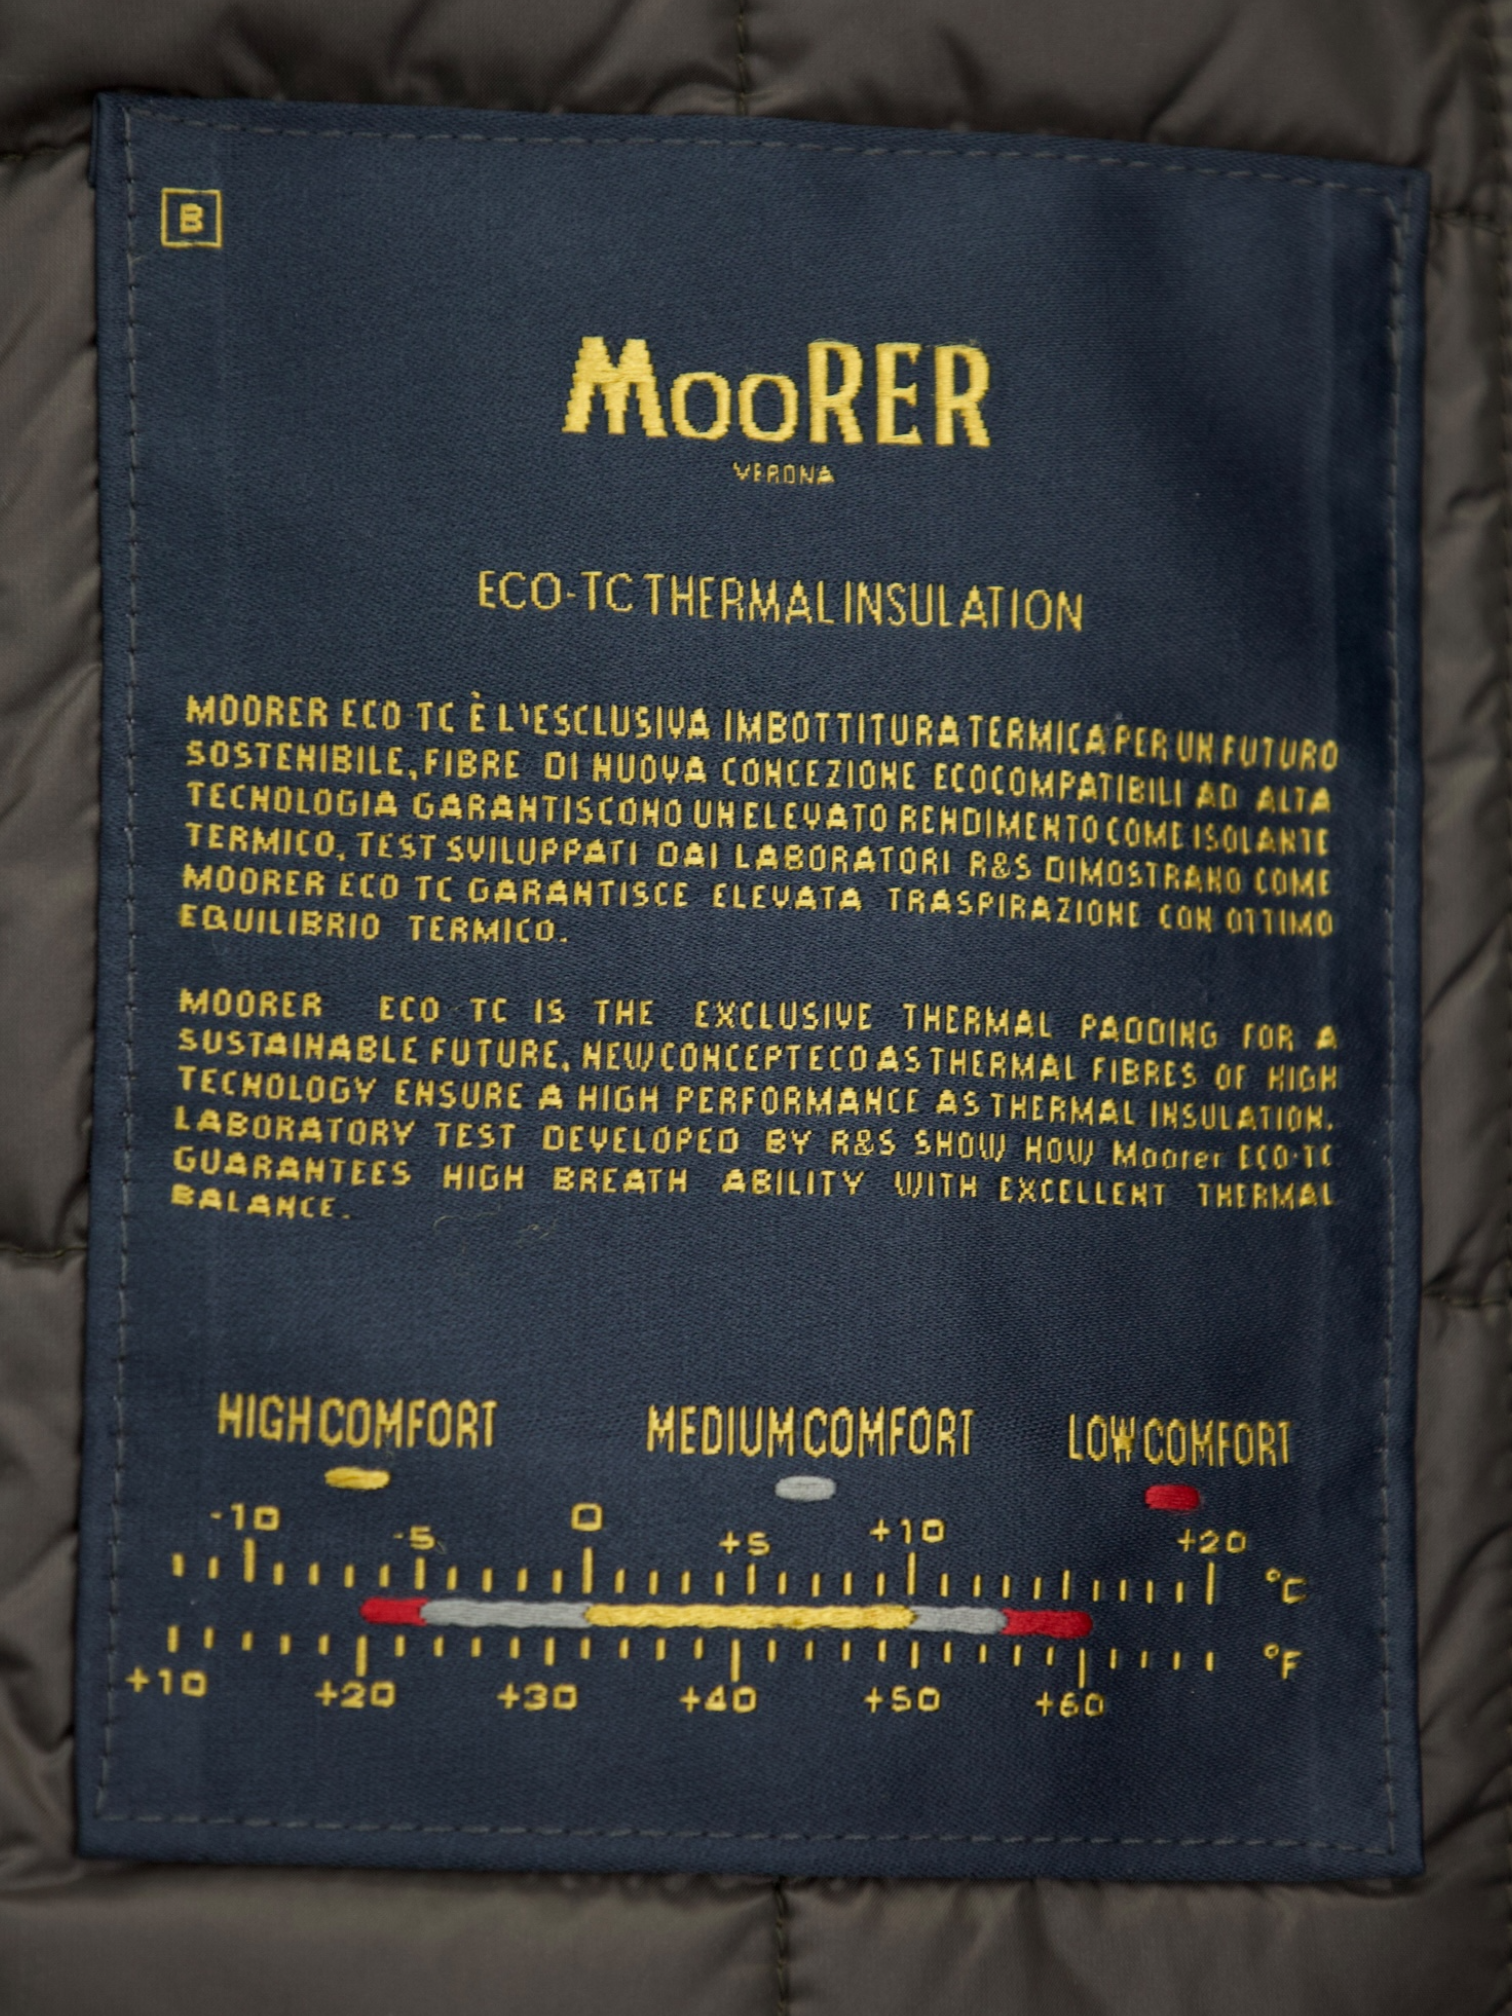 B
MOORER
VERONA
ECO-TC THERMAL INSULATION
MOORER ECO TC È L'ESCLUSIVA IMBOTTITURA TERMICA PER UN FUTURO
SOSTENIBILE, FIBRE DI NUOVA CONCEZIONE ECOCOMPATIBILI AD ALTA
TECNOLOGIA GARANTISCONO UN ELEVATO RENDIMENTO COME ISOLANTE
TERMICO, TEST SVILUPPATI DAI LABORATORI R&S DIMOSTRANO COME
MOORER ECO TC GARANTISCE ELEVATA TRASPIRAZIONE CON OTTIMO
EQUILIBRIO TERMICO.
MOORER ECO TC IS THE EXCLUSIVE THERMAL PADDING FOR A
SUSTAINABLE FUTURE, NEW CONCEPT ECO AS THERMAL FIBRES OF HIGH
TECNOLOGY ENSURE A HIGH PERFORMANCE AS THERMAL INSULATION.
LABORATORY TEST DEVELOPED BY R&S SHOW HOW Moorer ECO-TC
GUARANTEES HIGH BREATH ABILITY WITH EXCELLENT THERMAL
BALANCE.
HIGH COMFORT MEDIUM COMFORT LOW COMFORT
-10 -5 0 +5 +10 +20 °C
°F
+10 +20 +30 +40 +50 +60